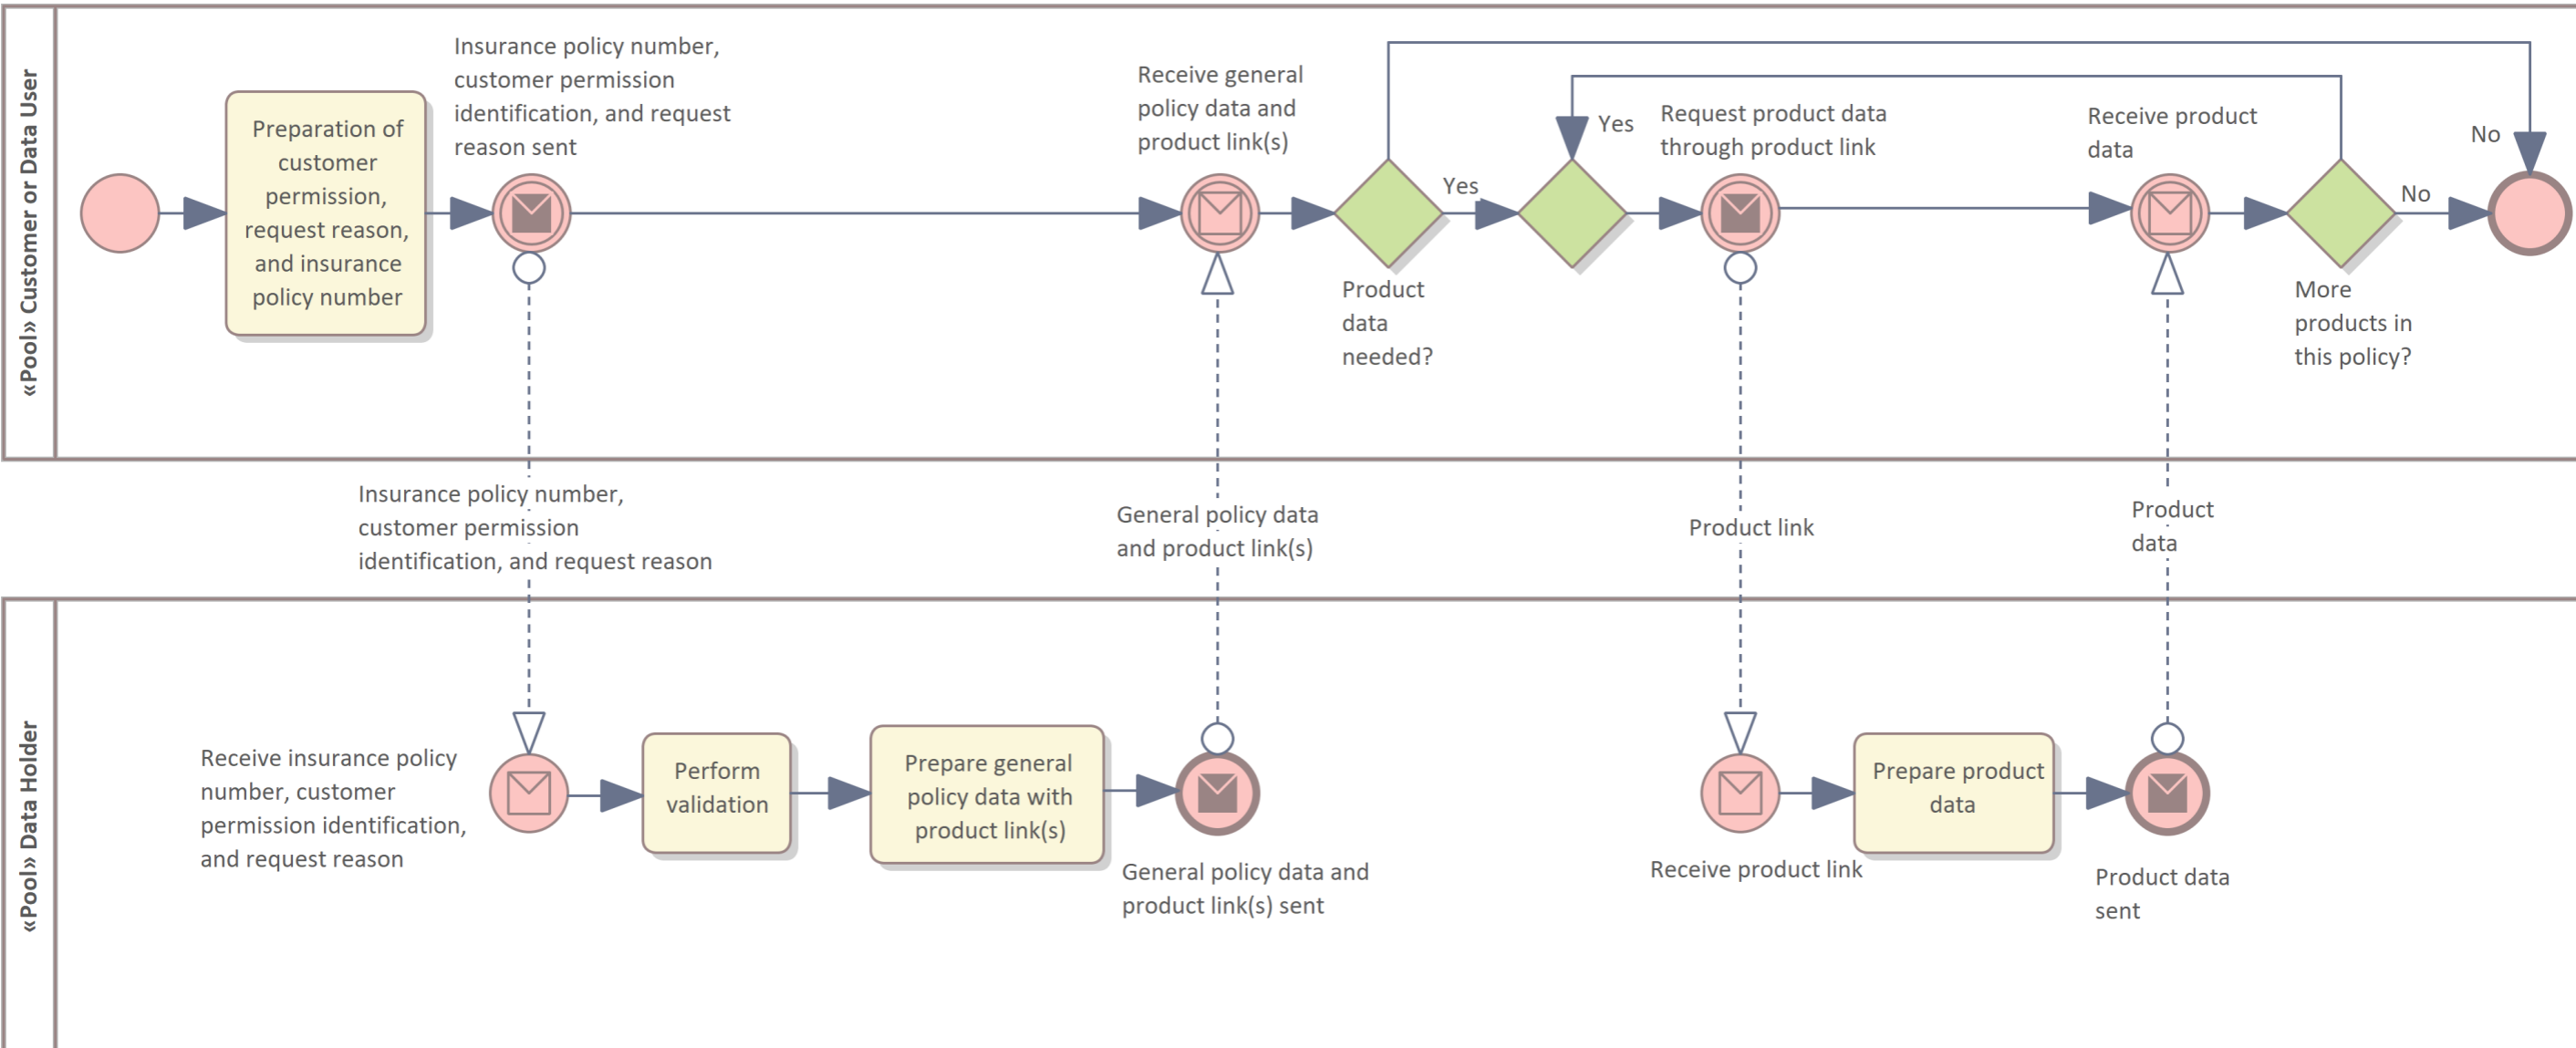 «Pool» Customer or Data User
Preparation of
customer
permission,
request reason,
and insurance
policy number
Insurance policy number,
customer permission
identification, and request
reason sent
Receive general
policy data and
product link(s)
Product
data
needed?
Yes
Yes
Request product data
through product link
Receive product
data
More
products in
this policy?
No
No
Insurance policy number,
customer permission
identification, and request reason
General policy data
and product link(s)
Product link
Product
data
«Pool» Data Holder
Receive insurance policy
number, customer
permission identification,
and request reason
Perform
validation
Prepare general
policy data with
product link(s)
General policy data and
product link(s) sent
Receive product link
Prepare product
data
Product data
sent